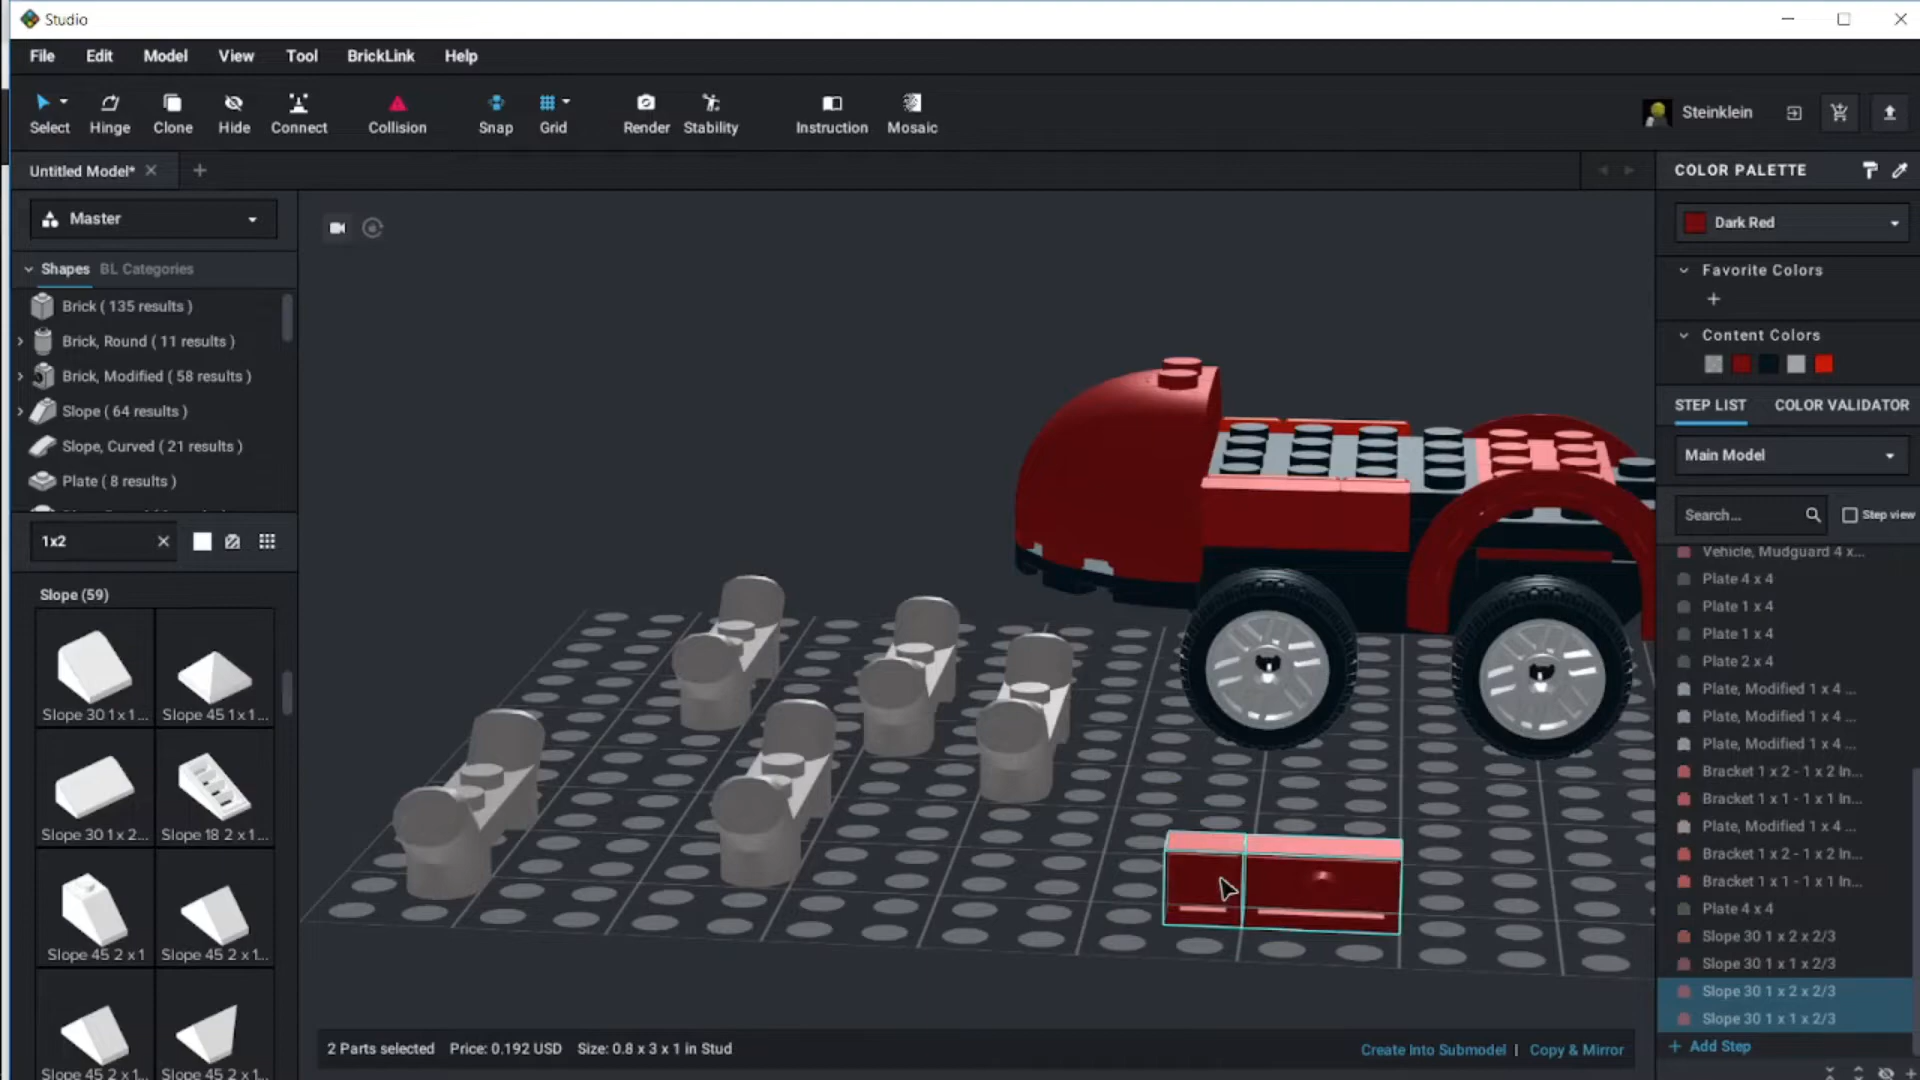 Studio
File Edit Model View Tool BrickLink Help
Select Hinge Clone Hide Connect Collision Snap Grid Render Stability Instruction Mosaic
Steinklein
Untitled Model*
Master
Shapes BL Categories
Brick ( 135 results )
Brick, Round ( 11 results )
Brick, Modified ( 58 results )
Slope ( 64 results )
Slope, Curved ( 21 results )
Plate ( 8 results )
1x2
Slope (59)
Slope 30 1 x 1... Slope 45 1 x 1...
Slope 30 1 x 2... Slope 18 2 x 1...
Slope 45 2 x 1 Slope 45 2 x 1...
Slope 45 2 x 1... Slope 45 2 x 1...
2 Parts selected Price: 0.192 USD Size: 0.8 x 3 x 1 in Stud
Create Into Submodel | Copy & Mirror
COLOR PALETTE
Dark Red
Favorite Colors
Content Colors
STEP LIST COLOR VALIDATOR
Main Model
Search... Step view
Vehicle, Mudguard 4 x...
Plate 4 x 4
Plate 1 x 4
Plate 1 x 4
Plate 2 x 4
Plate, Modified 1 x 4 ...
Plate, Modified 1 x 4 ...
Plate, Modified 1 x 4 ...
Bracket 1 x 2 - 1 x 2 In...
Bracket 1 x 1 - 1 x 1 In...
Plate, Modified 1 x 4 ...
Bracket 1 x 2 - 1 x 2 In...
Bracket 1 x 1 - 1 x 1 In...
Plate 4 x 4
Slope 30 1 x 2 x 2/3
Slope 30 1 x 1 x 2/3
Slope 30 1 x 2 x 2/3
Slope 30 1 x 1 x 2/3
+ Add Step